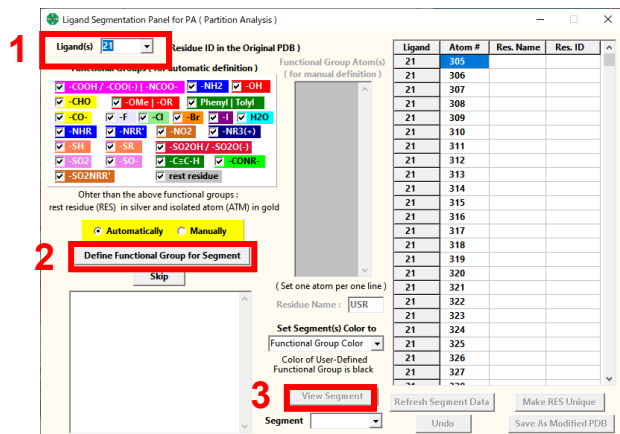 Ligand Segmentation Panel for PA ( Partition Analysis )
1
Ligand(s) 21 Residue ID in the Original PDB )
Functional Groups ( for automatic definition )
-COOH / -COO(-) | -NCOO- -NH2 -OH
-CHO -OMe | -OR Phenyl | Tolyl
-CO- -F -Cl -Br -I H2O
-NHR -NRR' -NO2 -NR3(+)
-SH -SR -SO2OH / -SO2O(-)
-SO2 -SO- -C=C-H -CONR-
-SO2NRR' rest residue
Ohter than the above functional groups :
rest residue (RES) in silver and isolated atom (ATM) in gold
Automatically Manually
2
Define Functional Group for Segment
Skip
Functional Group Atom(s)
( for manual definition )
( Set one atom per one line )
Residue Name : USR
Set Segment(s) Color to
Functional Group Color
Color of User-Defined
Functional Group is black
3
View Segment
Segment
Ligand Atom # Res. Name Res. ID
21 305
21 306
21 307
21 308
21 309
21 310
21 311
21 312
21 313
21 314
21 315
21 316
21 317
21 318
21 319
21 320
21 321
21 322
21 323
21 324
21 325
21 326
21 327
Refresh Segment Data Make RES Unique
Undo Save As Modified PDB